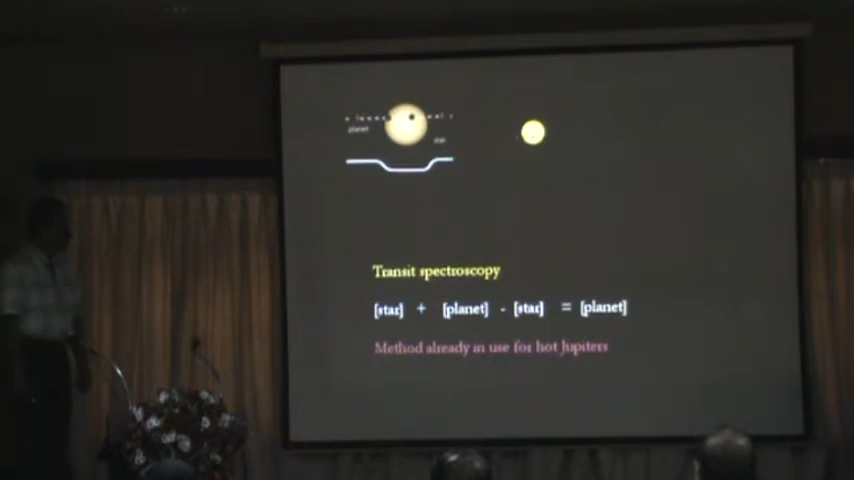 planet
star
Transit spectroscopy
[star] + [planet] - [star] = [planet]
Method already in use for hot Jupiters